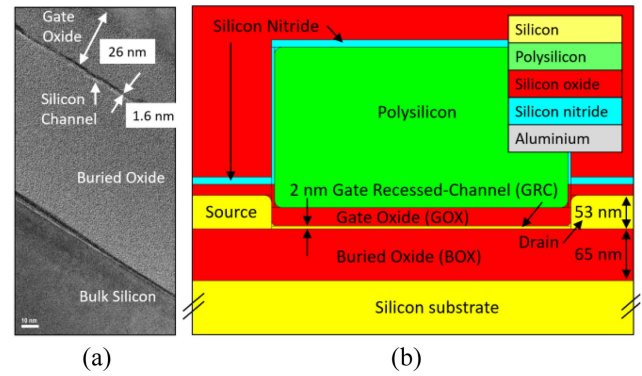 Gate
Oxide
26 nm
Silicon
Channel
1.6 nm
Buried Oxide
Bulk Silicon
10 nm
(a)
Silicon Nitride
Silicon
Polysilicon
Silicon oxide
Silicon nitride
Aluminium
Polysilicon
2 nm Gate Recessed-Channel (GRC)
Source
Gate Oxide (GOX)
53 nm
Drain
Buried Oxide (BOX)
65 nm
Silicon substrate
(b)